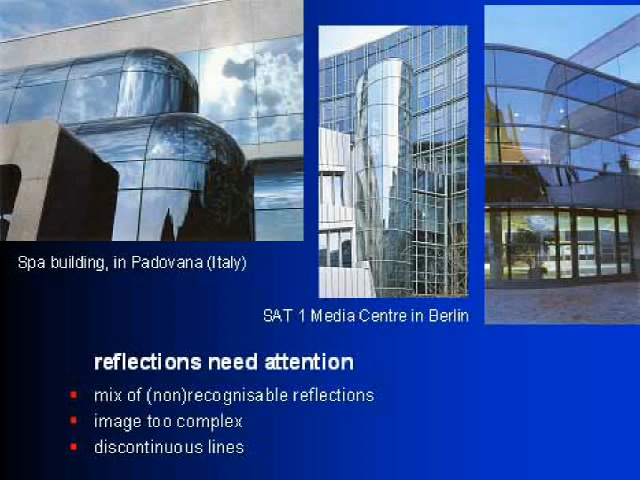 Spa building, in Padovana (Italy)
SAT 1 Media Centre in Berlin
reflections need attention
mix of (non)recognisable reflections
image too complex
discontinuous lines